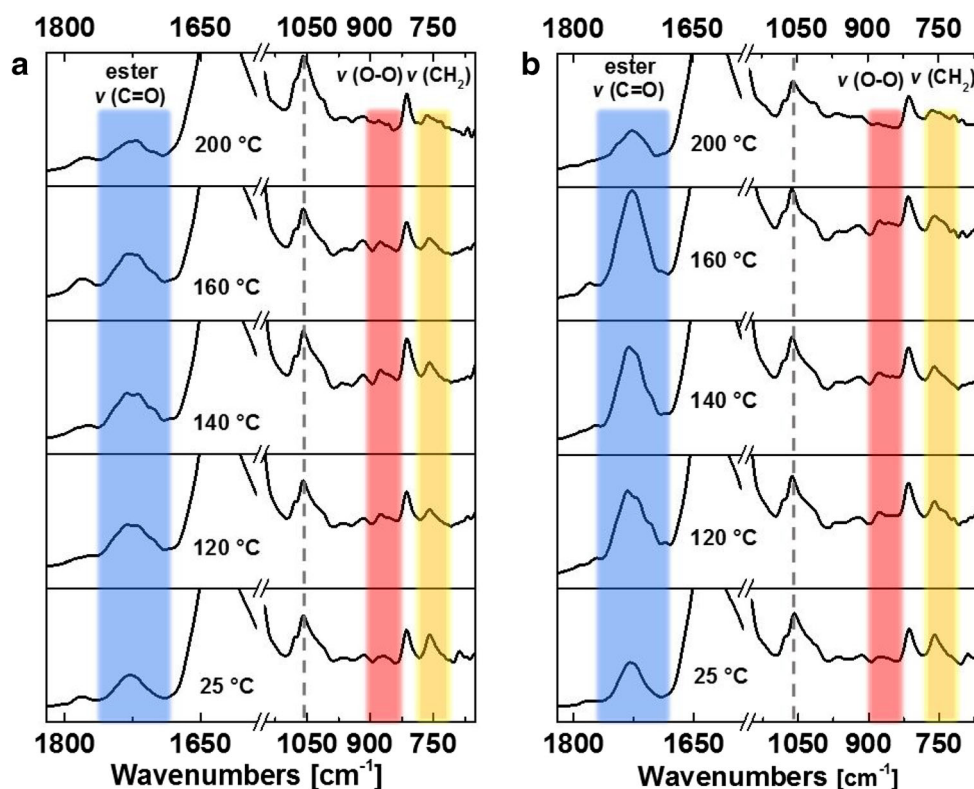 1800 1650 1050 900 750
1800 1650 1050 900 750
a
ester
ν (C=O)
ν (O-O) ν (CH2)
200 °C
160 °C
140 °C
120 °C
25 °C
1800 1650 1050 900 750
Wavenumbers [cm-1]
b
ester
ν (C=O)
ν (O-O) ν (CH2)
200 °C
160 °C
140 °C
120 °C
25 °C
1800 1650 1050 900 750
Wavenumbers [cm-1]